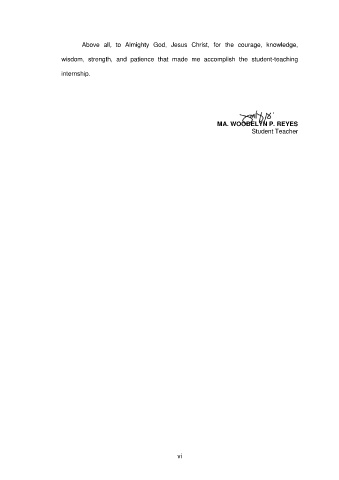 Above all, to Almighty God, Jesus Christ, for the courage, knowledge,
wisdom, strength, and patience that made me accomplish the student-teaching
internship.
MA. WOODELYN P. REYES
Student Teacher
vi